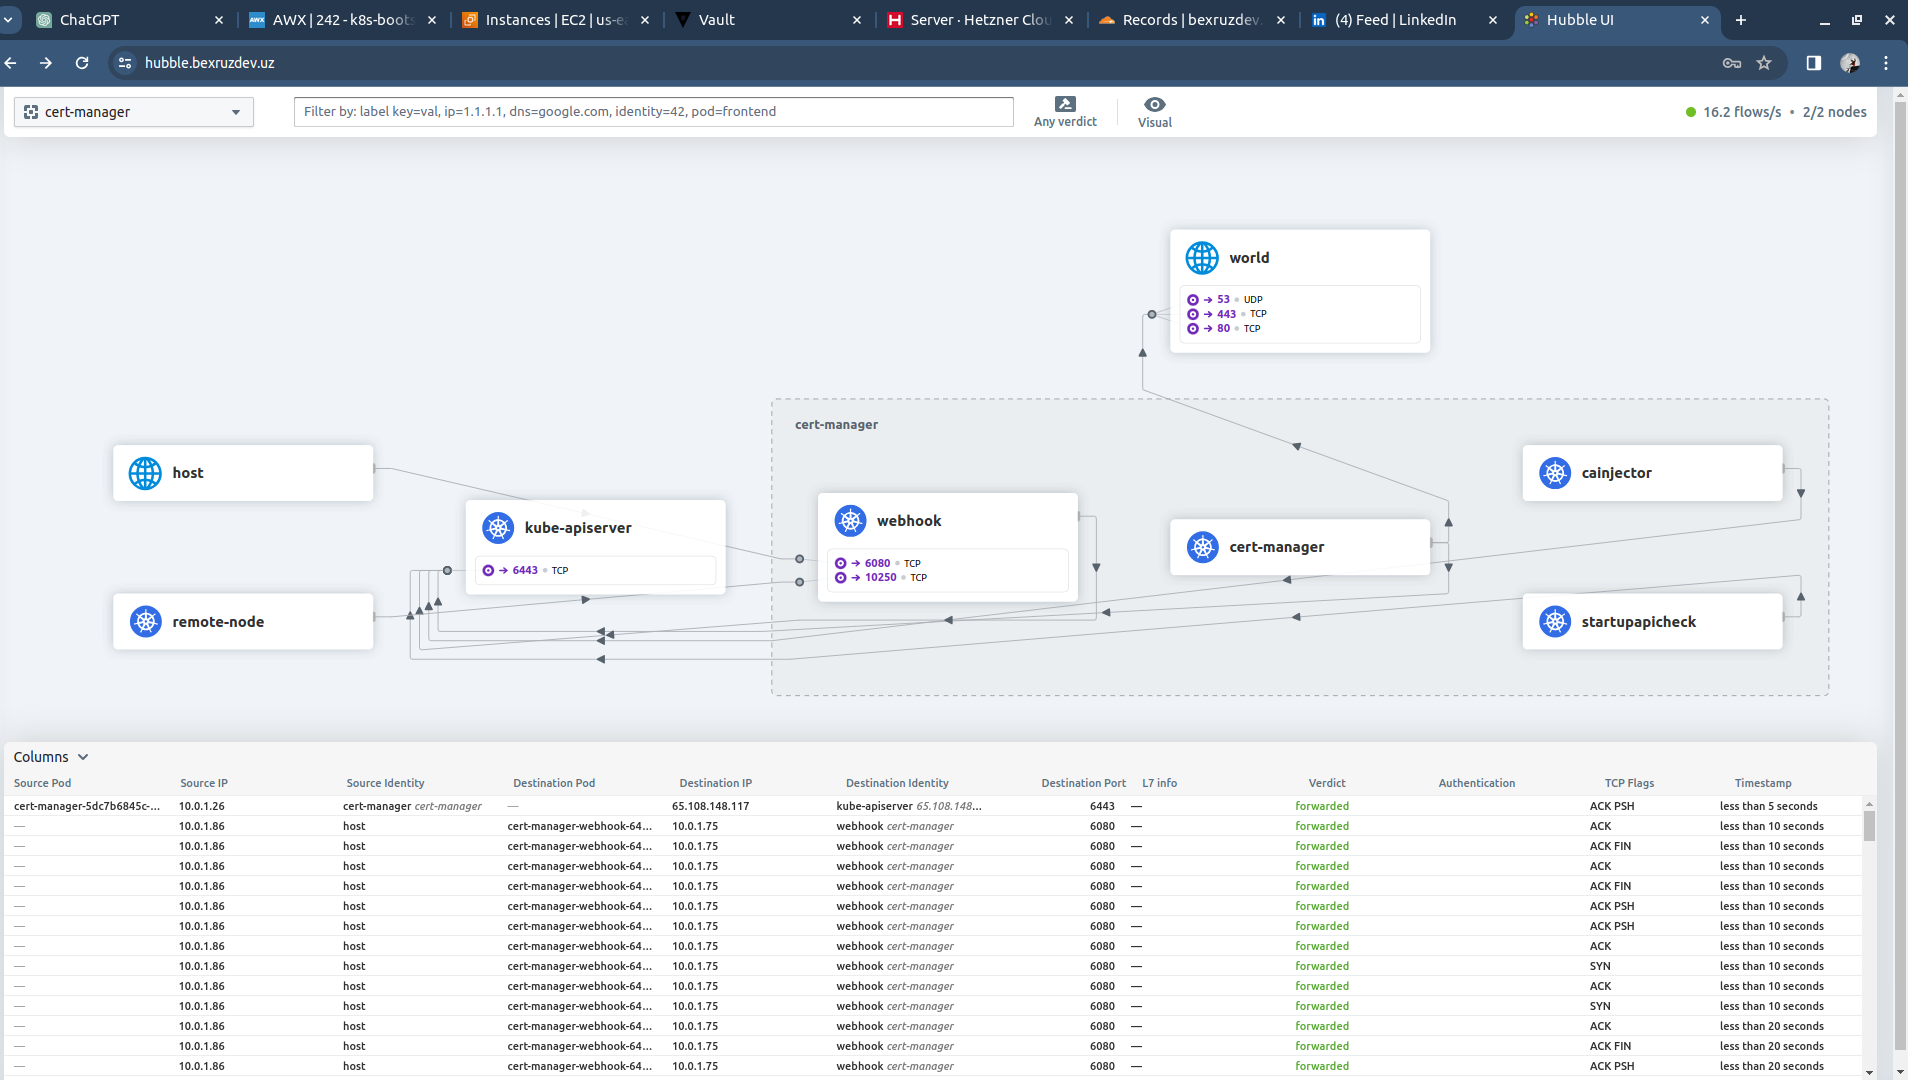 ChatGPT
AWX | 242 - k8s-boots
Instances | EC2 | us-ea
Vault
Server · Hetzner Clou
Records | bexruzdev.
(4) Feed | LinkedIn
Hubble UI
hubble.bexruzdev.uz
cert-manager
Filter by: label key=val, ip=1.1.1.1, dns=google.com, identity=42, pod=frontend
Any verdict
Visual
16.2 flows/s • 2/2 nodes
world
→ 53 • UDP
→ 443 • TCP
→ 80 • TCP
cert-manager
host
kube-apiserver
→ 6443 • TCP
remote-node
webhook
→ 6080 • TCP
→ 10250 • TCP
cert-manager
cainjector
startupapicheck
Columns
Source Pod Source IP Source Identity Destination Pod Destination IP Destination Identity Destination Port L7 info Verdict Authentication TCP Flags Timestamp
cert-manager-5dc7b6845c-... 10.0.1.26 cert-manager cert-manager — 65.108.148.117 kube-apiserver 65.108.148... 6443 — forwarded ACK PSH less than 5 seconds
— 10.0.1.86 host cert-manager-webhook-64... 10.0.1.75 webhook cert-manager 6080 — forwarded ACK less than 10 seconds
— 10.0.1.86 host cert-manager-webhook-64... 10.0.1.75 webhook cert-manager 6080 — forwarded ACK FIN less than 10 seconds
— 10.0.1.86 host cert-manager-webhook-64... 10.0.1.75 webhook cert-manager 6080 — forwarded ACK less than 10 seconds
— 10.0.1.86 host cert-manager-webhook-64... 10.0.1.75 webhook cert-manager 6080 — forwarded ACK FIN less than 10 seconds
— 10.0.1.86 host cert-manager-webhook-64... 10.0.1.75 webhook cert-manager 6080 — forwarded ACK PSH less than 10 seconds
— 10.0.1.86 host cert-manager-webhook-64... 10.0.1.75 webhook cert-manager 6080 — forwarded ACK PSH less than 10 seconds
— 10.0.1.86 host cert-manager-webhook-64... 10.0.1.75 webhook cert-manager 6080 — forwarded ACK less than 10 seconds
— 10.0.1.86 host cert-manager-webhook-64... 10.0.1.75 webhook cert-manager 6080 — forwarded SYN less than 10 seconds
— 10.0.1.86 host cert-manager-webhook-64... 10.0.1.75 webhook cert-manager 6080 — forwarded ACK less than 10 seconds
— 10.0.1.86 host cert-manager-webhook-64... 10.0.1.75 webhook cert-manager 6080 — forwarded SYN less than 10 seconds
— 10.0.1.86 host cert-manager-webhook-64... 10.0.1.75 webhook cert-manager 6080 — forwarded ACK less than 20 seconds
— 10.0.1.86 host cert-manager-webhook-64... 10.0.1.75 webhook cert-manager 6080 — forwarded ACK FIN less than 20 seconds
— 10.0.1.86 host cert-manager-webhook-64... 10.0.1.75 webhook cert-manager 6080 — forwarded ACK PSH less than 20 seconds